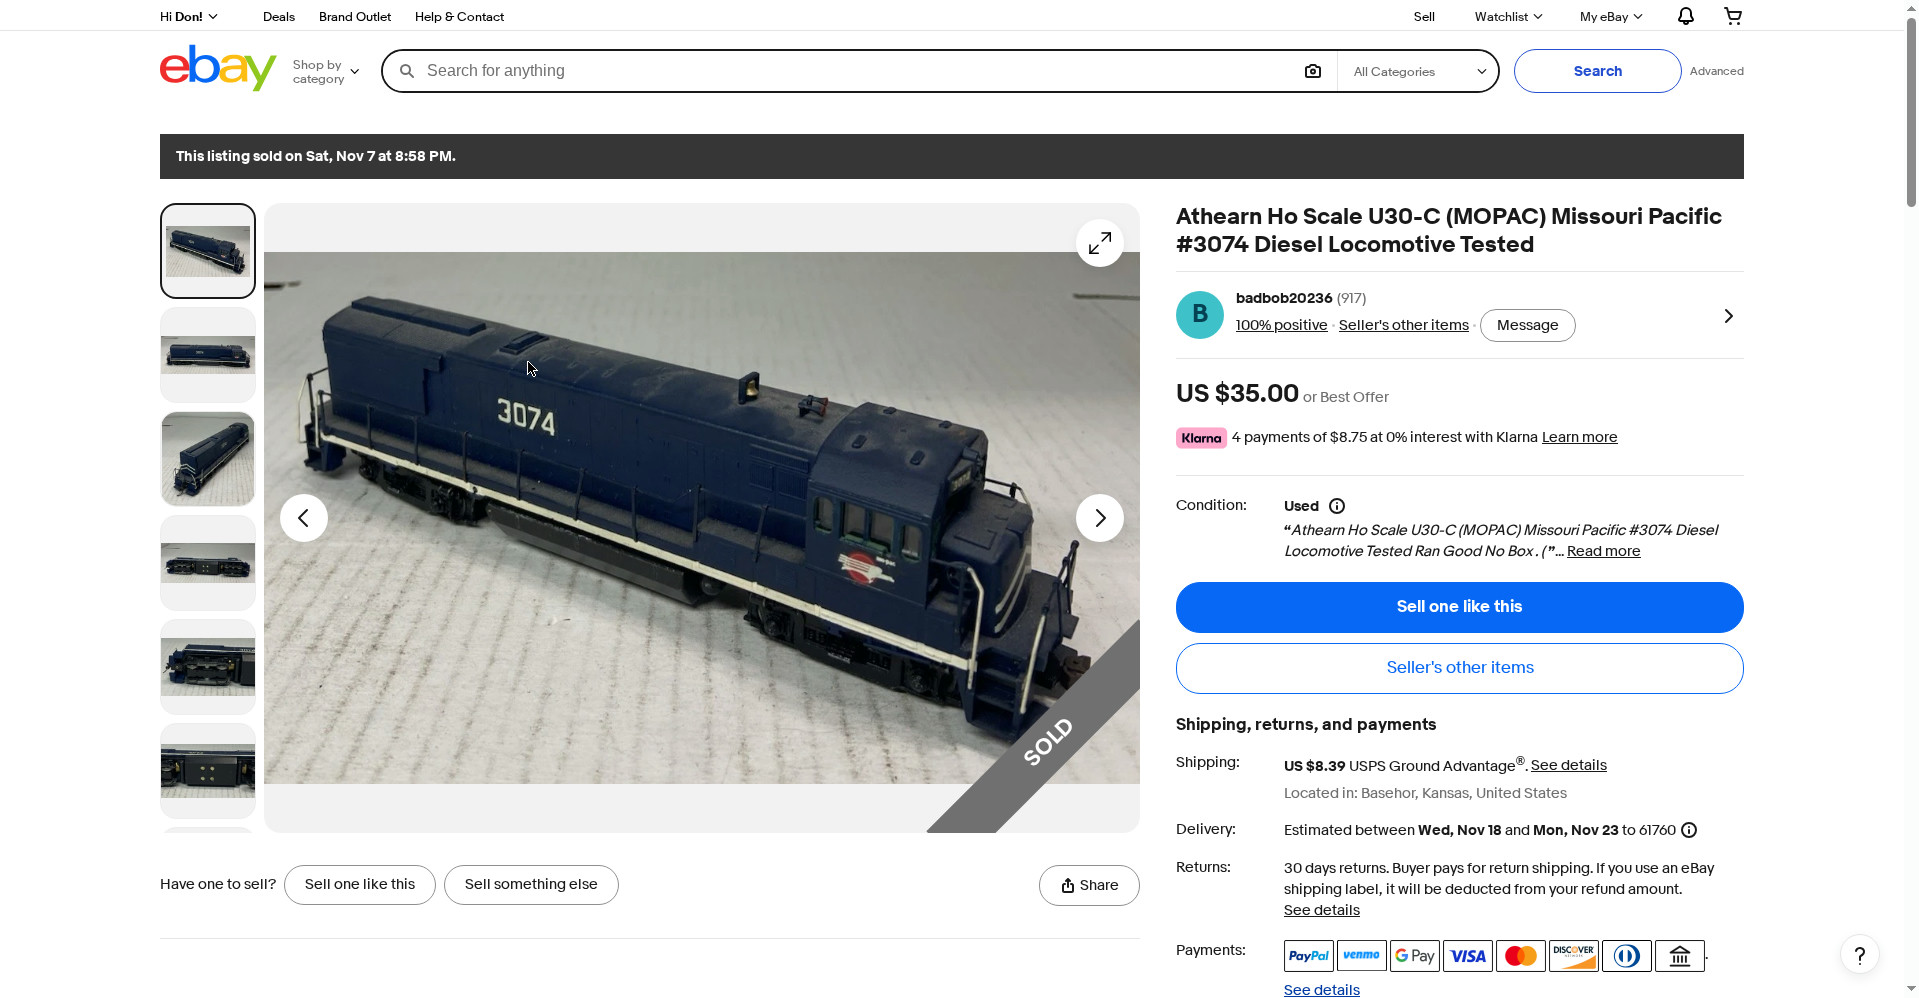 Hi Don!
Deals
Brand Outlet
Help & Contact
Sell
Watchlist
My eBay
ebay
Shop by
category
Search for anything
All Categories
Search
Advanced
This listing sold on Sat, Nov 7 at 8:58 PM.
3074
SOLD
Have one to sell?
Sell one like this
Sell something else
Share
Athearn Ho Scale U30-C (MOPAC) Missouri Pacific
#3074 Diesel Locomotive Tested
B
badbob20236 (917)
100% positive · Seller's other items · Message
US $35.00 or Best Offer
Klarna 4 payments of $8.75 at 0% interest with Klarna Learn more
Condition: Used
“Athearn Ho Scale U30-C (MOPAC) Missouri Pacific #3074 Diesel
Locomotive Tested Ran Good No Box . (”... Read more
Sell one like this
Seller's other items
Shipping, returns, and payments
Shipping: US $8.39 USPS Ground Advantage®. See details
Located in: Basehor, Kansas, United States
Delivery: Estimated between Wed, Nov 18 and Mon, Nov 23 to 61760
Returns: 30 days returns. Buyer pays for return shipping. If you use an eBay
shipping label, it will be deducted from your refund amount.
See details
Payments: PayPal venmo G Pay VISA DISCOVER .
See details
?